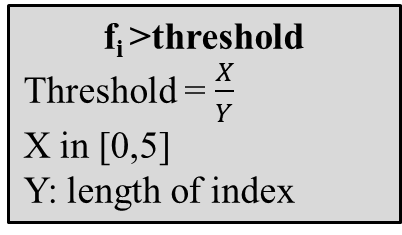 fᵢ >threshold
Threshold = X/Y
X in [0,5]
Y: length of index